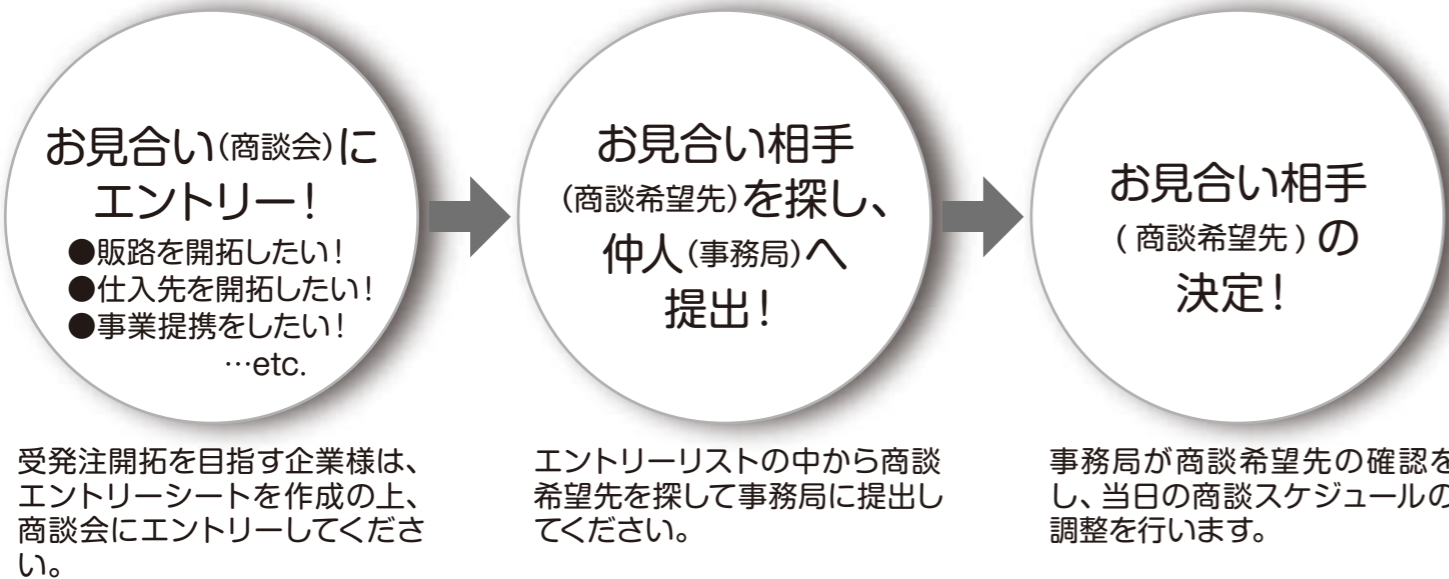 お見合い(商談会)に
エントリー！
●販路を開拓したい！
●仕入先を開拓したい！
●事業提携をしたい！
…etc.
受発注開拓を目指す企業様は、
エントリーシートを作成の上、
商談会にエントリーしてくださ
い。
お見合い相手
(商談希望先)を探し、
仲人(事務局)へ
提出！
エントリーリストの中から商談
希望先を探して事務局に提出し
てください。
お見合い相手
(商談希望先)の
決定！
事務局が商談希望先の確認を
し、当日の商談スケジュールの
調整を行います。